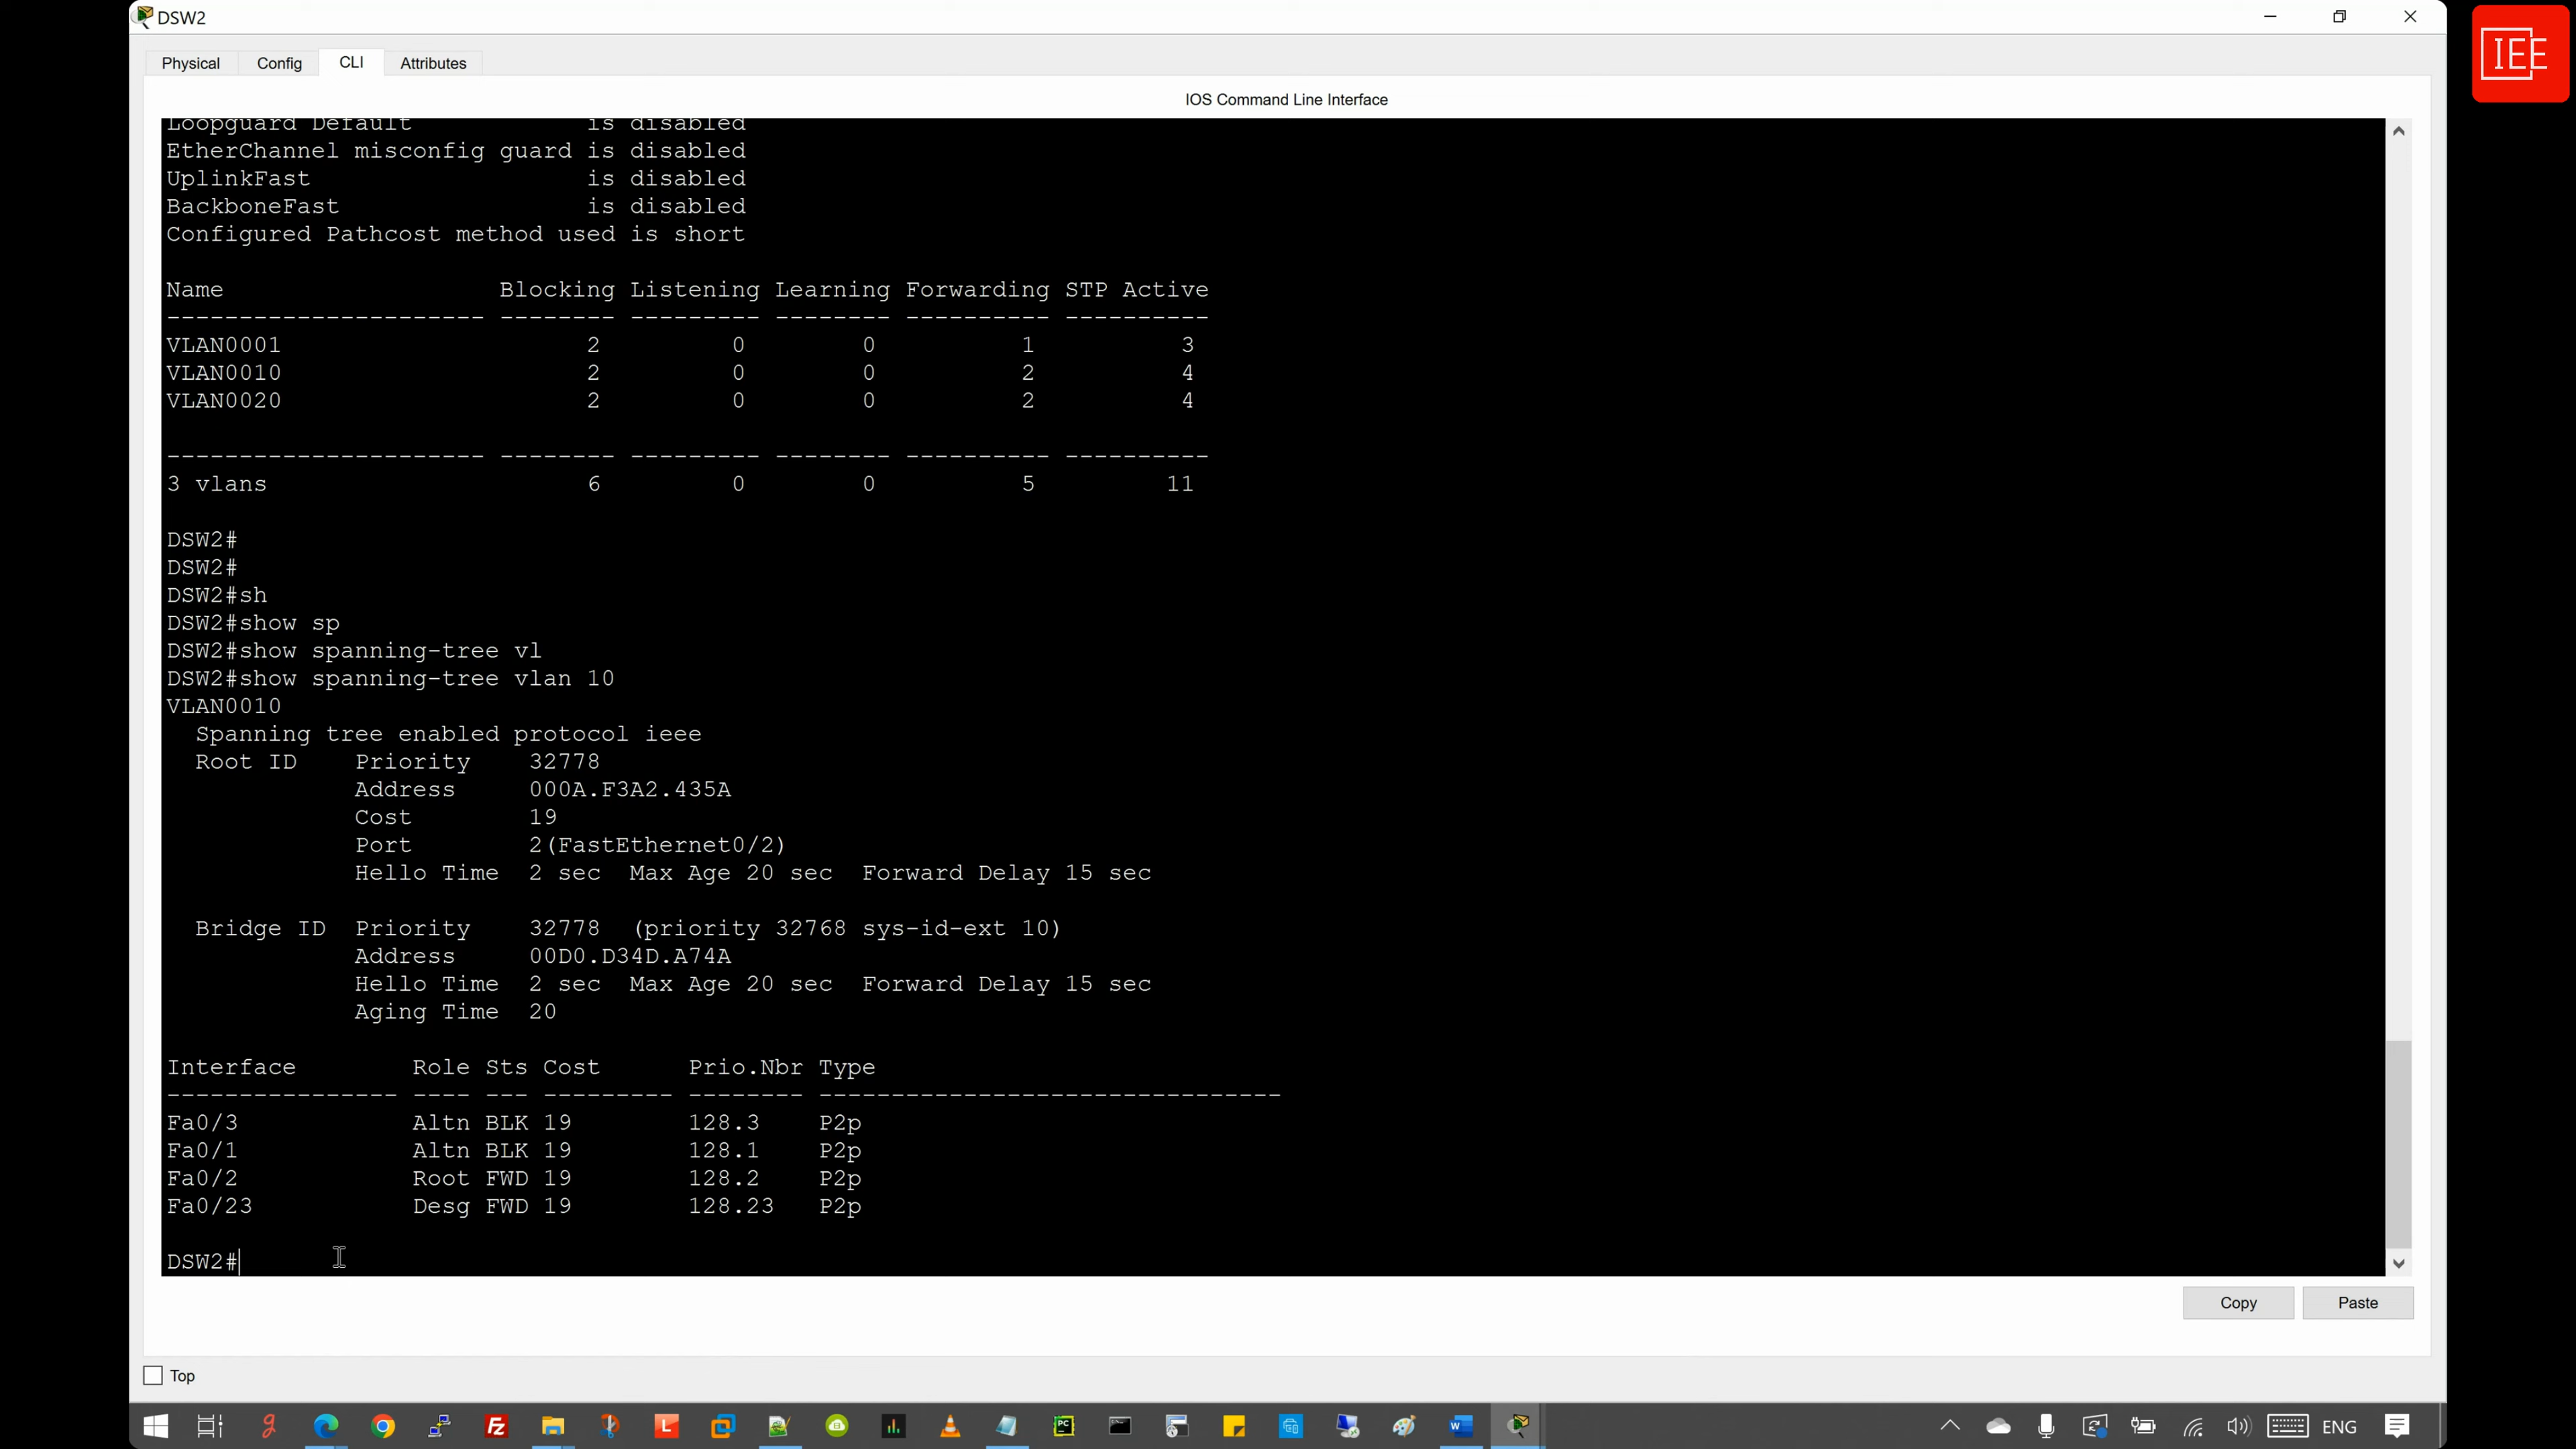 DSW2
IEE
Physical Config CLI Attributes
IOS Command Line Interface
Loopguard Default is disabled
EtherChannel misconfig guard is disabled
UplinkFast is disabled
BackboneFast is disabled
Configured Pathcost method used is short
Name Blocking Listening Learning Forwarding STP Active
---------------------- -------- --------- -------- ---------- ----------
VLAN0001 2 0 0 1 3
VLAN0010 2 0 0 2 4
VLAN0020 2 0 0 2 4
---------------------- -------- --------- -------- ---------- ----------
3 vlans 6 0 0 5 11
DSW2#
DSW2#
DSW2#sh
DSW2#show sp
DSW2#show spanning-tree vl
DSW2#show spanning-tree vlan 10
VLAN0010
Spanning tree enabled protocol ieee
Root ID Priority 32778
Address 000A.F3A2.435A
Cost 19
Port 2(FastEthernet0/2)
Hello Time 2 sec Max Age 20 sec Forward Delay 15 sec
Bridge ID Priority 32778 (priority 32768 sys-id-ext 10)
Address 00D0.D34D.A74A
Hello Time 2 sec Max Age 20 sec Forward Delay 15 sec
Aging Time 20
Interface Role Sts Cost Prio.Nbr Type
---------------- ---- --- --------- -------- --------------------------------
Fa0/3 Altn BLK 19 128.3 P2p
Fa0/1 Altn BLK 19 128.1 P2p
Fa0/2 Root FWD 19 128.2 P2p
Fa0/23 Desg FWD 19 128.23 P2p
DSW2#
Copy Paste
Top
ENG